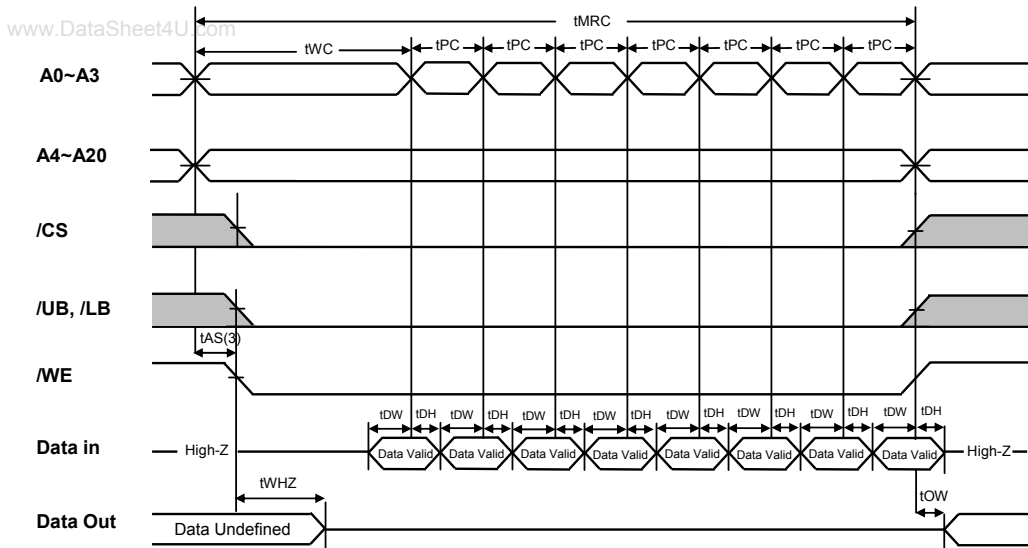 www.DataSheet4U.com
tMRC
tWC tPC tPC tPC tPC tPC tPC tPC
A0~A3
A4~A20
/CS
/UB, /LB
tAS(3)
/WE
tDW tDH tDW tDH tDW tDH tDW tDH tDW tDH tDW tDH tDW tDH tDW tDH
Data in High-Z Data Valid Data Valid Data Valid Data Valid Data Valid Data Valid Data Valid Data Valid High-Z
tWHZ tOW
Data Out Data Undefined